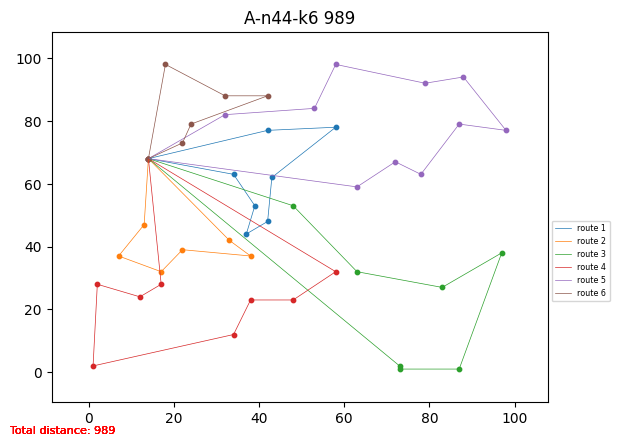 A-n44-k6 989
100
80
60
40
20
0
0 20 40 60 80 100
route 1
route 2
route 3
route 4
route 5
route 6
Total distance: 989